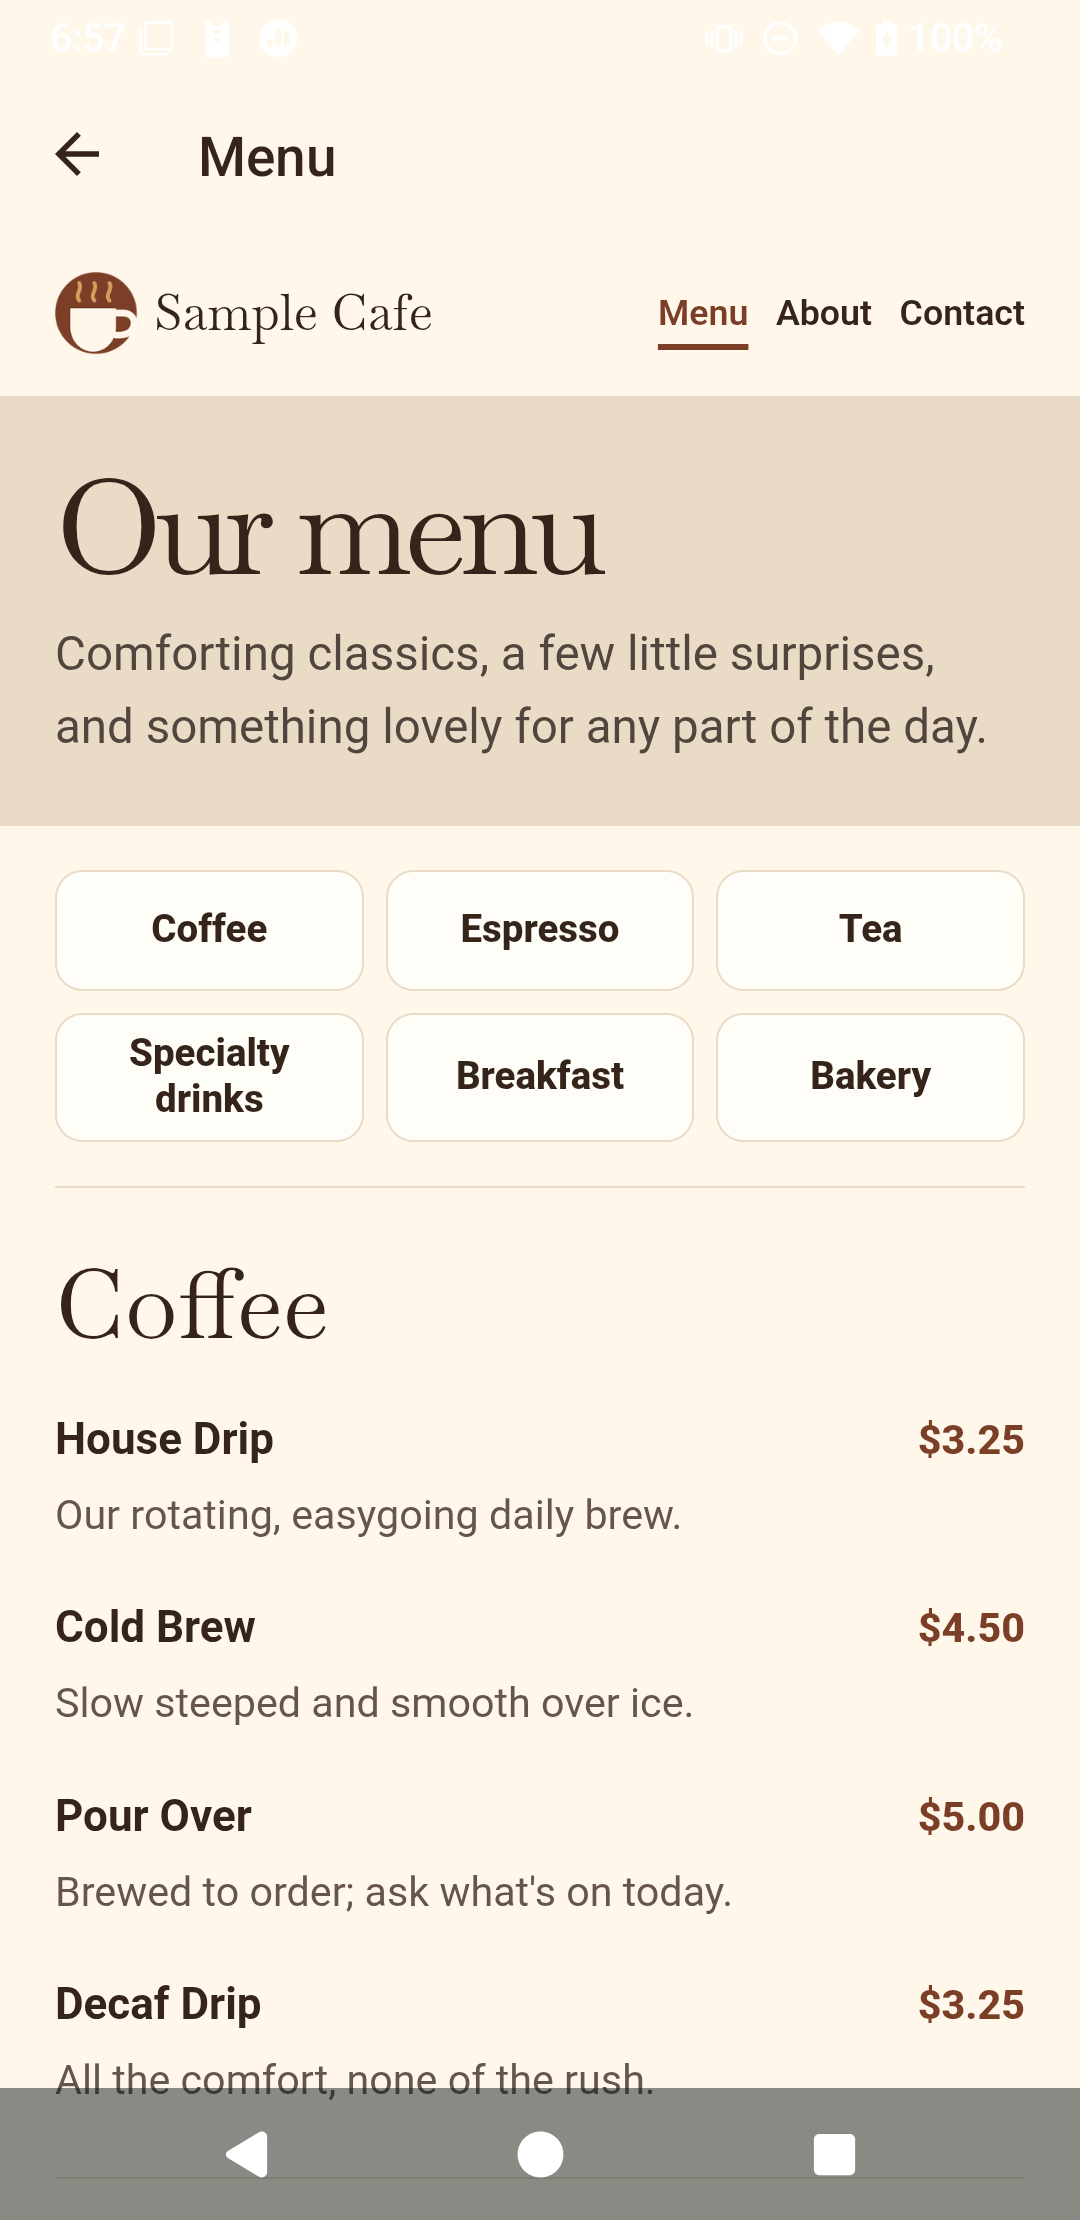 6:57
100%
Menu
Sample Cafe
Menu About Contact
Our menu
Comforting classics, a few little surprises,
and something lovely for any part of the day.
Coffee Espresso Tea
Specialty
drinks
Breakfast Bakery
Coffee
House Drip $3.25
Our rotating, easygoing daily brew.
Cold Brew $4.50
Slow steeped and smooth over ice.
Pour Over $5.00
Brewed to order; ask what's on today.
Decaf Drip $3.25
All the comfort, none of the rush.